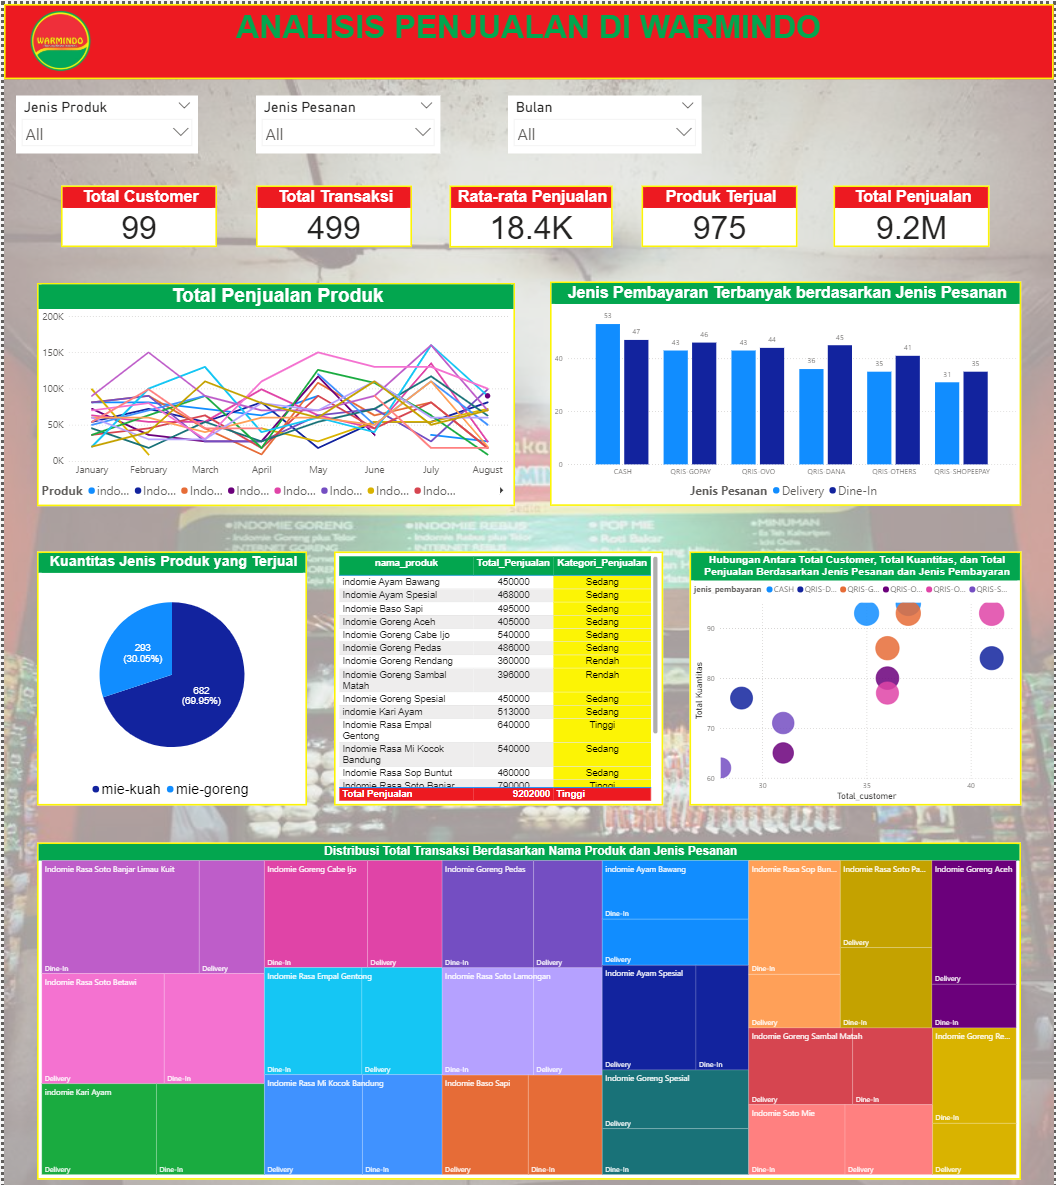 ANALISIS PENJUALAN DI WARMINDO
WARMINDO
Jenis Produk
All
Jenis Pesanan
All
Bulan
All
Total Customer
99
Total Transaksi
499
Rata-rata Penjualan
18.4K
Produk Terjual
975
Total Penjualan
9.2M
Total Penjualan Produk
200K
150K
100K
50K
0K
January February March April May June July August
Produk indo... Indo... Indo... Indo... Indo... Indo... Indo... Indo...
Jenis Pembayaran Terbanyak berdasarkan Jenis Pesanan
40
20
0
53 47 43 46 43 44 36 45 35 41 31 35
CASH QRIS GOPAY QRIS OVO QRIS DANA QRIS OTHERS QRIS SHOPEEPAY
Jenis Pesanan Delivery Dine-In
INDOMIE GORENG
INDOMIE REBUS
POP MIE
MINUMAN
Roti Bakar
Kuantitas Jenis Produk yang Terjual
293
(30.05%)
682
(69.95%)
mie-kuah mie-goreng
nama_produk Total_Penjualan Kategori_Penjualan
indomie Ayam Bawang 450000 Sedang
Indomie Ayam Spesial 468000 Sedang
Indomie Baso Sapi 495000 Sedang
Indomie Goreng Aceh 405000 Sedang
Indomie Goreng Cabe Ijo 540000 Sedang
Indomie Goreng Pedas 486000 Sedang
Indomie Goreng Rendang 360000 Rendah
Indomie Goreng Sambal 396000 Rendah
Matah
Indomie Goreng Spesial 450000 Sedang
indomie Kari Ayam 513000 Sedang
Indomie Rasa Empal 640000 Tinggi
Gentong
Indomie Rasa Mi Kocok 540000 Sedang
Bandung
Indomie Rasa Sop Buntut 460000 Sedang
Indomie Rasa Soto Banjar 790000 Tinggi
Total Penjualan 9202000 Tinggi
Hubungan Antara Total Customer, Total Kuantitas, dan Total
Penjualan Berdasarkan Jenis Pesanan dan Jenis Pembayaran
jenis_pembayaran CASH QRIS-D... QRIS-G... QRIS-O... QRIS-O... QRIS-S...
Total Kuantitas
90
80
70
60
30 35 40
Total_customer
Distribusi Total Transaksi Berdasarkan Nama Produk dan Jenis Pesanan
Indomie Rasa Soto Banjar Limau Kuit
Dine-In Delivery
Indomie Rasa Soto Betawi
Delivery Dine-In
indomie Kari Ayam
Delivery Dine-In
Indomie Goreng Cabe Ijo
Dine-In Delivery
Indomie Rasa Empal Gentong
Dine-In Delivery
Indomie Rasa Mi Kocok Bandung
Delivery Dine-In
Indomie Goreng Pedas
Dine-In Delivery
Indomie Rasa Soto Lamongan
Dine-In Delivery
Indomie Baso Sapi
Delivery Dine-In
indomie Ayam Bawang
Dine-In
Delivery
Indomie Ayam Spesial
Delivery Dine-In
Indomie Goreng Spesial
Delivery
Dine-In
Indomie Rasa Sop Bun...
Dine-In
Delivery
Indomie Rasa Soto Pa...
Delivery
Dine-In
Indomie Goreng Aceh
Delivery
Dine-In
Indomie Goreng Sambal Matah
Delivery Dine-In
Indomie Soto Mie
Dine-In Delivery
Indomie Goreng Re...
Dine-In
Delivery